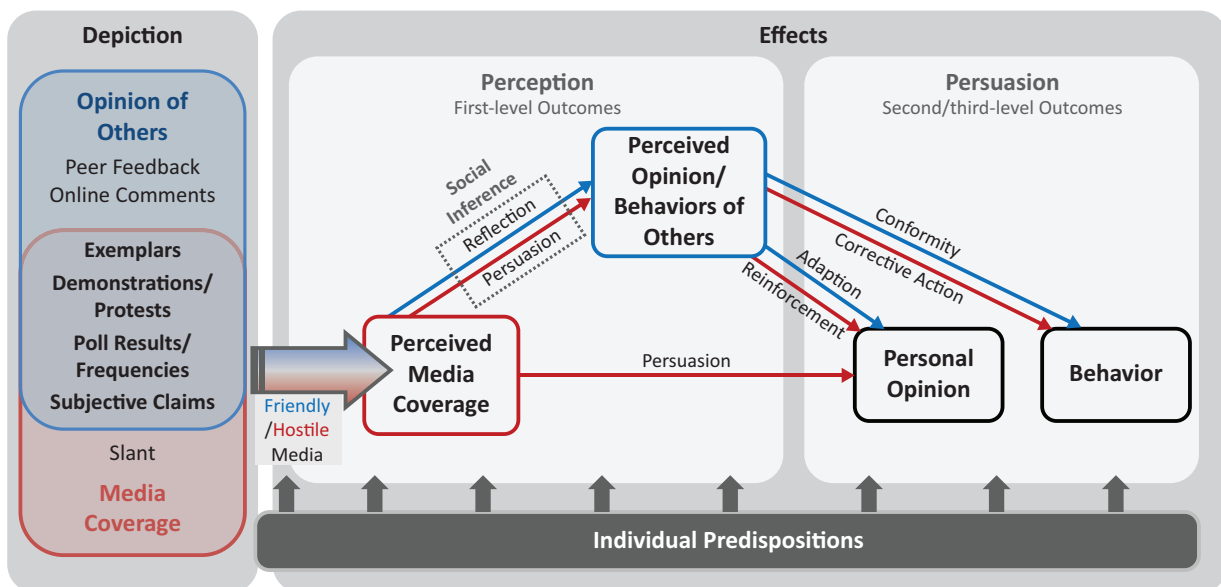 Depiction
Opinion of
Others
Peer Feedback
Online Comments
Exemplars
Demonstrations/
Protests
Poll Results/
Frequencies
Subjective Claims
Slant
Media
Coverage
Friendly
/Hostile
Media
Effects
Perception
First-level Outcomes
Social
Inference
Reflection
Persuasion
Perceived
Media
Coverage
Perceived
Opinion/
Behaviors of
Others
Persuasion
Second/third-level Outcomes
Conformity
Corrective Action
Adaption
Reinforcement
Persuasion
Personal
Opinion
Behavior
Individual Predispositions